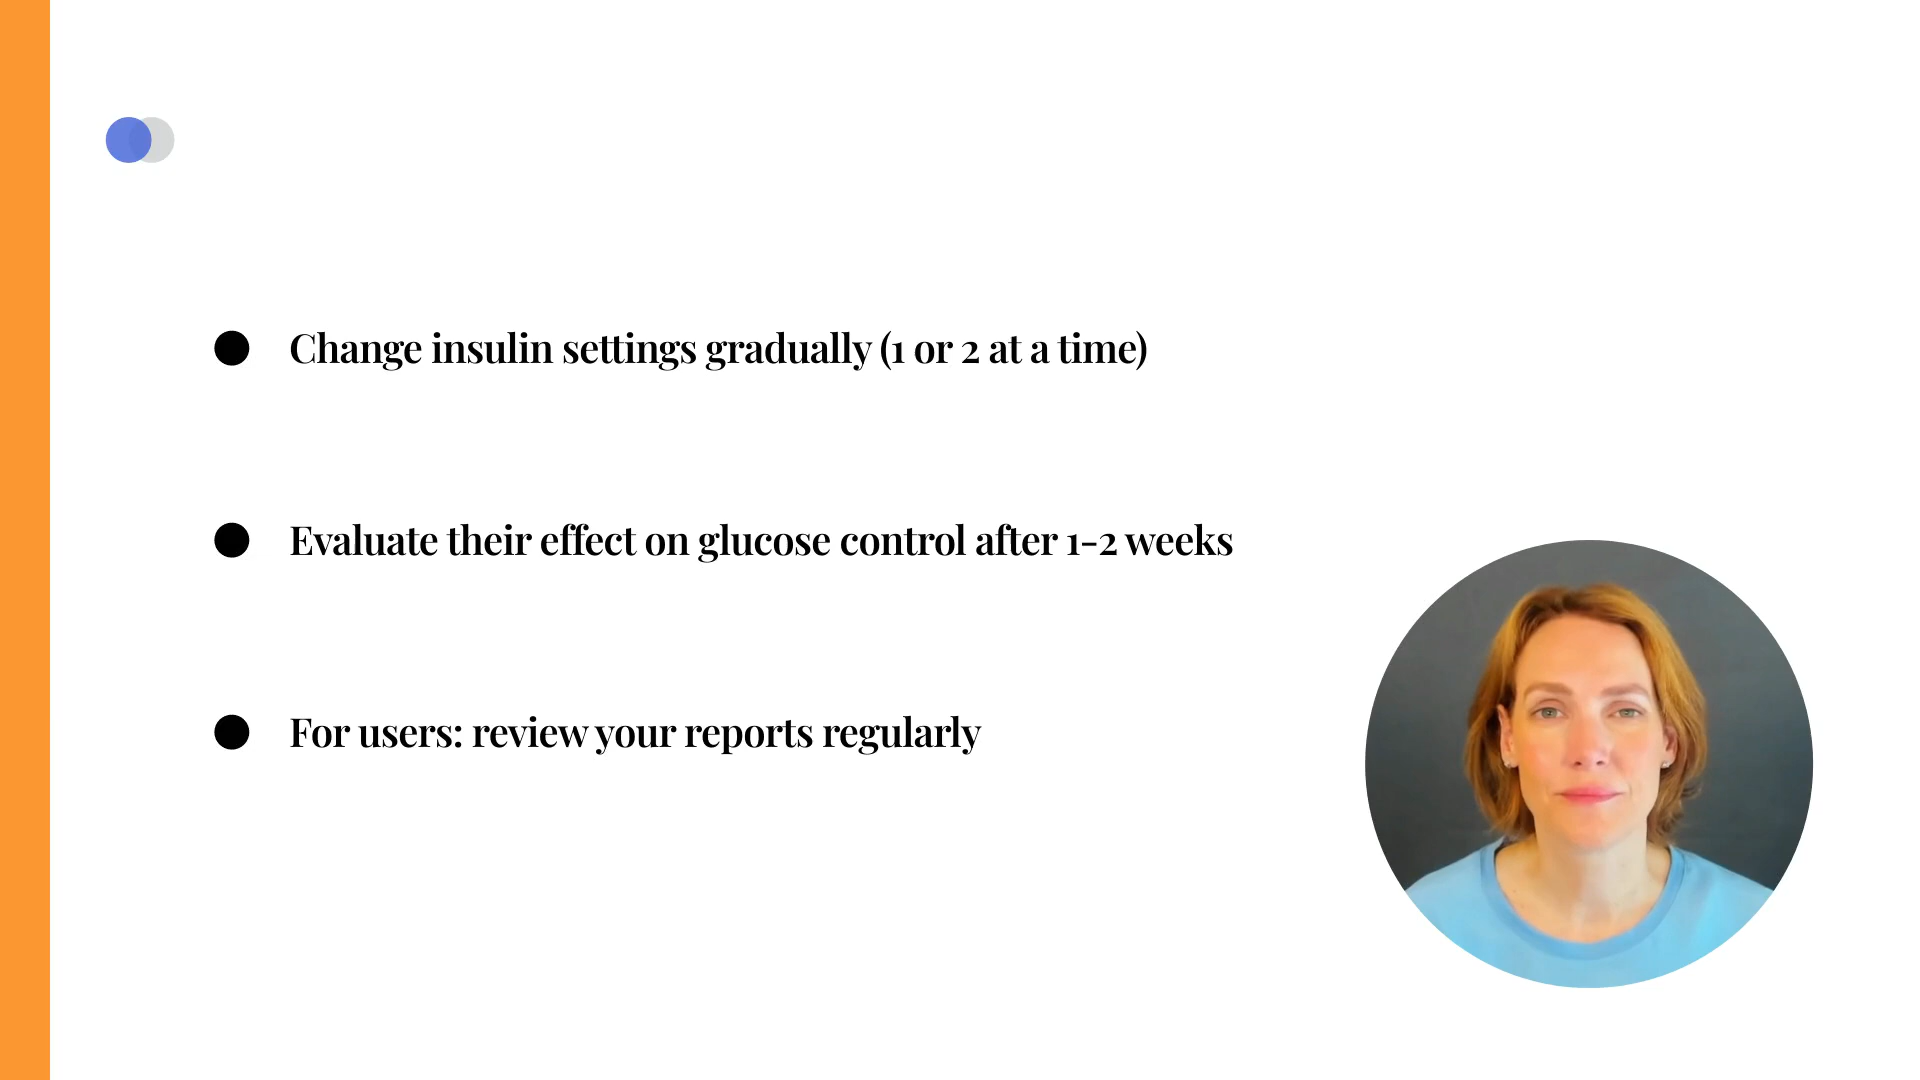 Change insulin settings gradually (1 or 2 at a time)
Evaluate their effect on glucose control after 1-2 weeks
For users: review your reports regularly